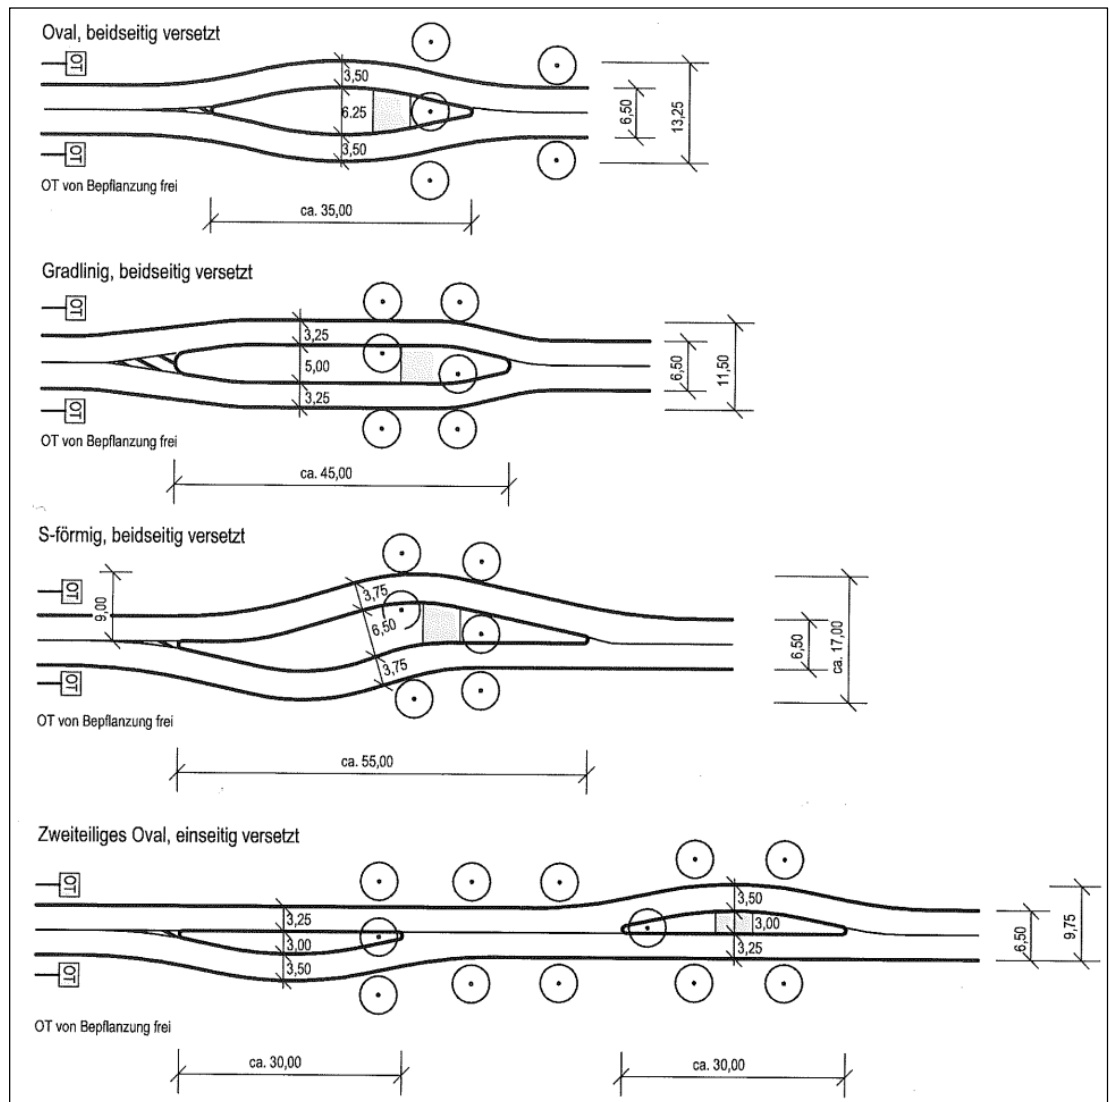 Oval, beidseitig versetzt
OT
3,50
6.25
3,50
6,50
13,25
OT
OT von Bepflanzung frei
ca. 35,00
Gradlinig, beidseitig versetzt
OT
3,25
5,00
3,25
6,50
11,50
OT
OT von Bepflanzung frei
ca. 45,00
S-förmig, beidseitig versetzt
OT
9,00
3,75
6,50
3,75
6,50
ca. 17,00
OT
OT von Bepflanzung frei
ca. 55,00
Zweiteiliges Oval, einseitig versetzt
OT
3,25
3,00
3,50
3,50
3,00
3,25
6,50
9,75
OT
OT von Bepflanzung frei
ca. 30,00
ca. 30,00